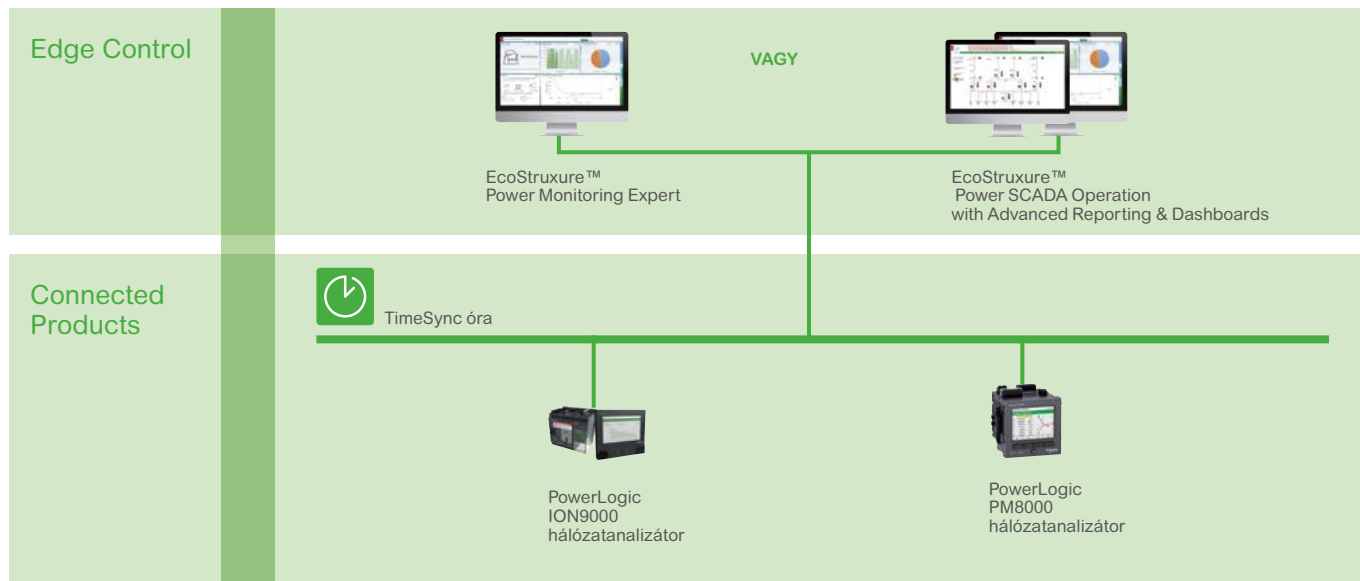 Edge Control
VAGY
EcoStruxure™
Power Monitoring Expert
EcoStruxure™
Power SCADA Operation
with Advanced Reporting & Dashboards
Connected
Products
TimeSync óra
PowerLogic
ION9000
hálózatanalizátor
PowerLogic
PM8000
hálózatanalizátor